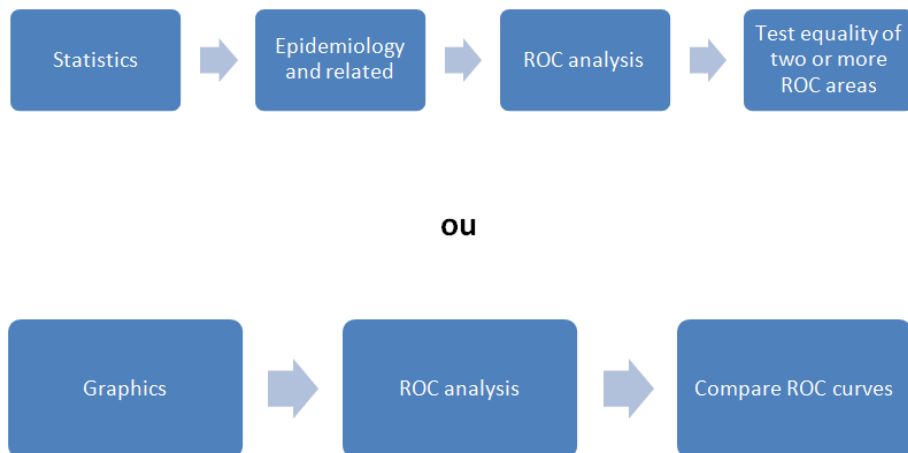 Statistics
Epidemiology
and related
ROC analysis
Test equality of
two or more
ROC areas
ou
Graphics
ROC analysis
Compare ROC curves